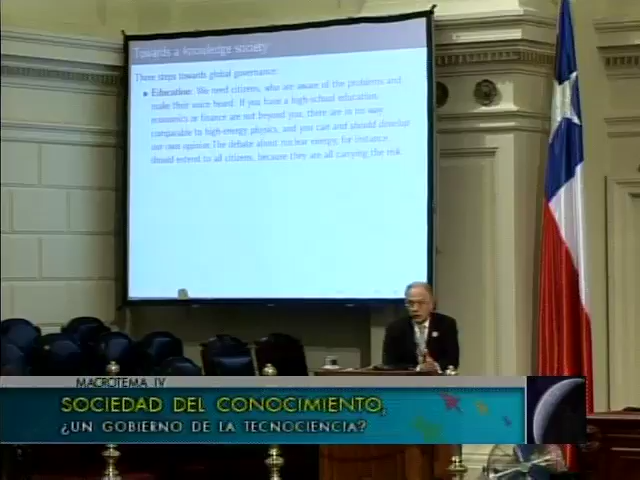 Towards a knowledge society
Three steps towards global governance:
Education: We need citizens, who are aware of the problems and
make their voice heard. If you have a high-school education,
economics or finance are not beyond you, there are in no way
comparable to high-energy physics, and you can and should develop
our own opinion.The debate about nuclear energy, for instance
should extend to all citizens, because they are all carrying the risk.
MACROTEMA IV
SOCIEDAD DEL CONOCIMIENTO,
¿UN GOBIERNO DE LA TECNOCIENCIA?